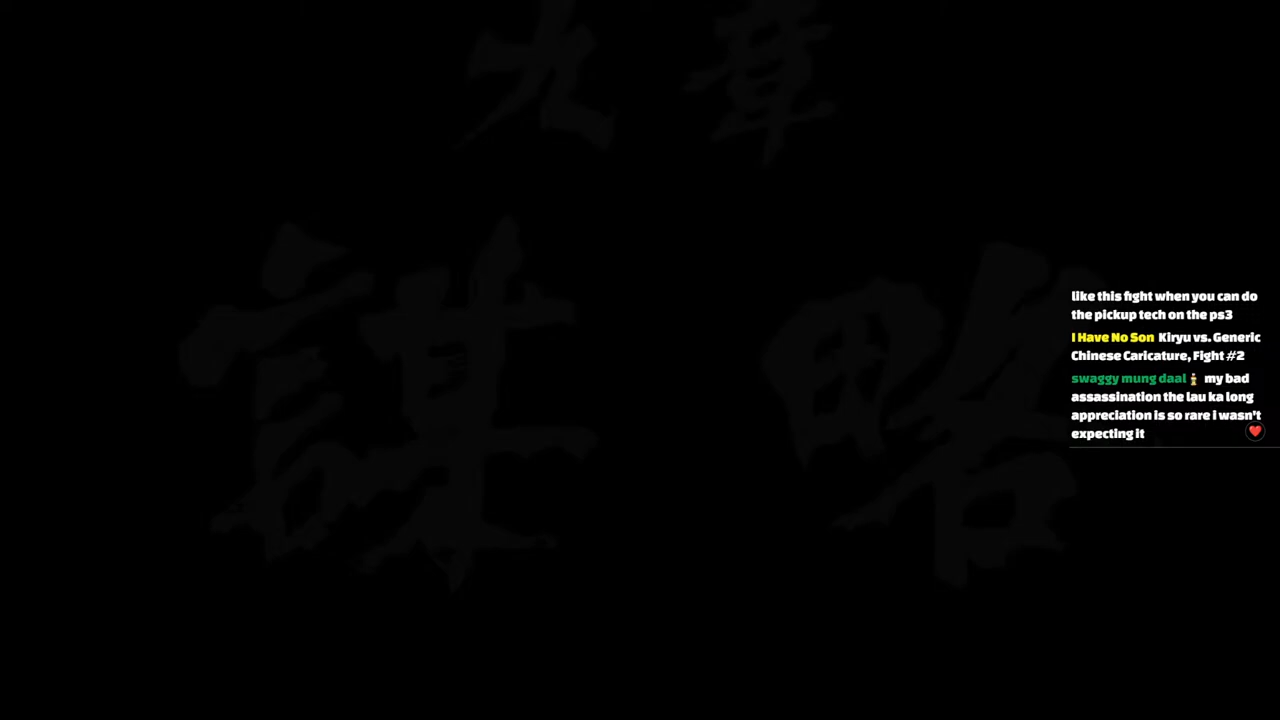 九章
謀略
like this fight when you can do
the pickup tech on the ps3
I Have No Son Kiryu vs. Generic
Chinese Caricature, Fight #2
swaggy mung daal my bad
assassination the lau ka long
appreciation is so rare i wasn't
expecting it